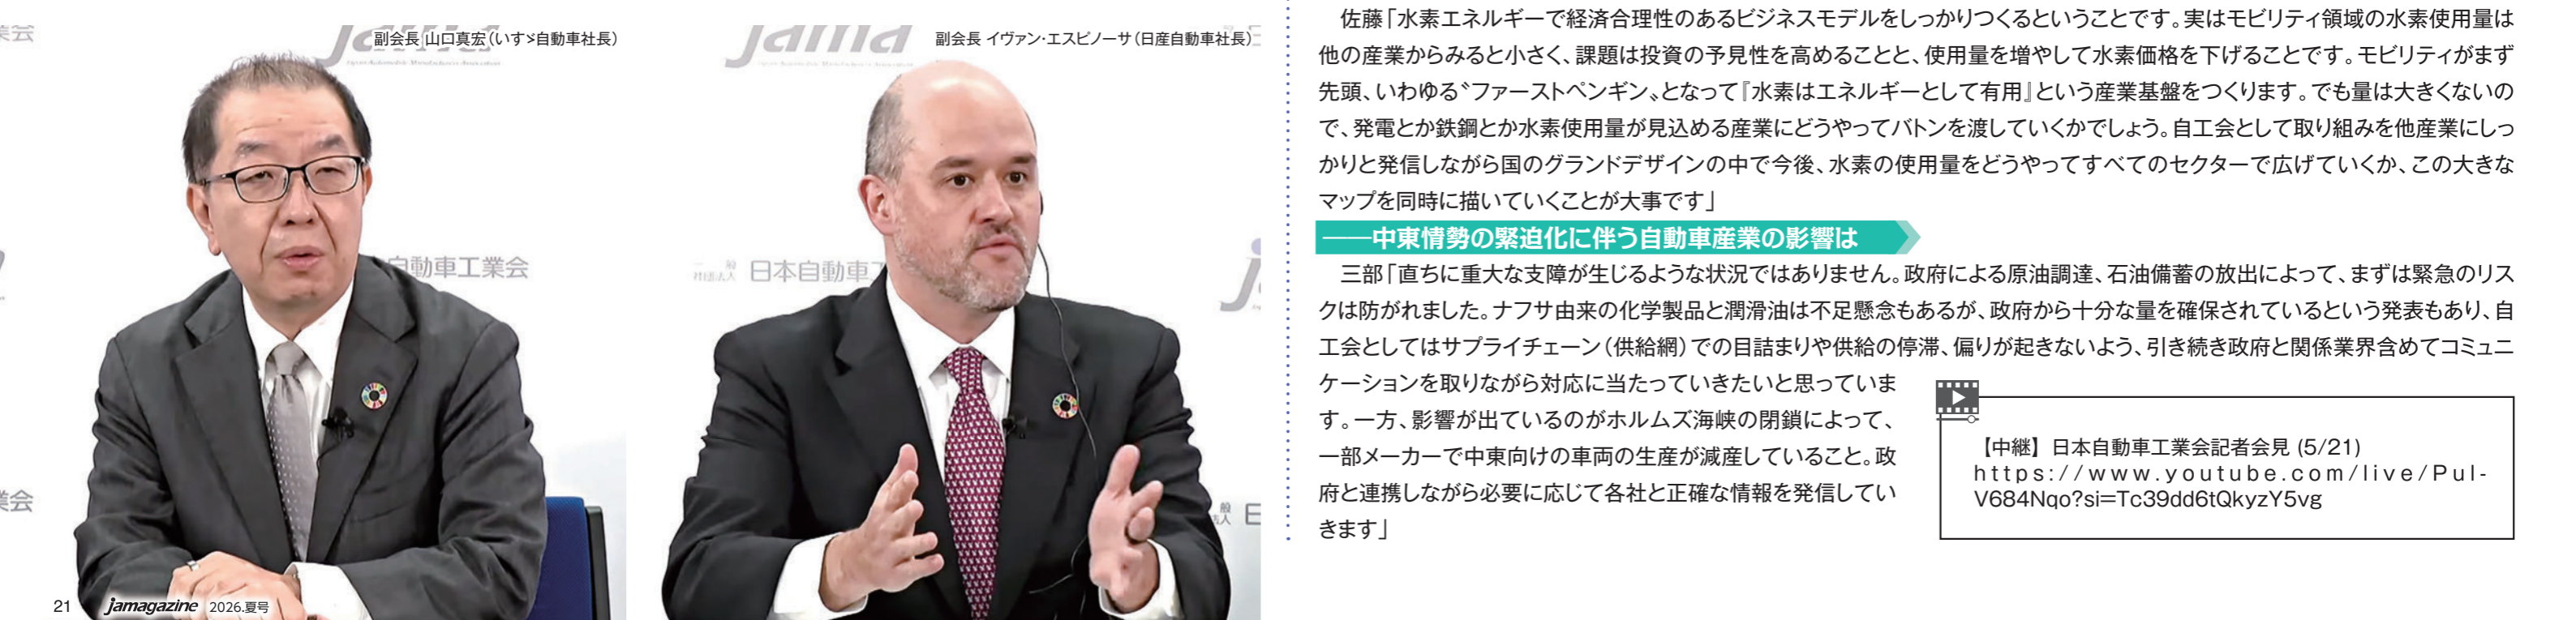 業会
jama
副会長 山口真宏（いすゞ自動車社長）
自動車工業会
業会
21 jamagazine 2026.夏号
jama
Japan Automobile Manufacturers Association
副会長 イヴァン・エスピノーサ（日産自動車社長）
一般
社団法人 日本自動車工
般
法人
佐藤「水素エネルギーで経済合理性のあるビジネスモデルをしっかりつくるということです。実はモビリティ領域の水素使用量は
他の産業からみると小さく、課題は投資の予見性を高めることと、使用量を増やして水素価格を下げることです。モビリティがまず
先頭、いわゆる〝ファーストペンギン〟となって『水素はエネルギーとして有用』という産業基盤をつくります。でも量は大きくないの
で、発電とか鉄鋼とか水素使用量が見込める産業にどうやってバトンを渡していくかでしょう。自工会として取り組みを他産業にしっ
かりと発信しながら国のグランドデザインの中で今後、水素の使用量をどうやってすべてのセクターで広げていくか、この大きな
マップを同時に描いていくことが大事です」
――中東情勢の緊迫化に伴う自動車産業の影響は
三部「直ちに重大な支障が生じるような状況ではありません。政府による原油調達、石油備蓄の放出によって、まずは緊急のリス
クは防がれました。ナフサ由来の化学製品と潤滑油は不足懸念もあるが、政府から十分な量を確保されているという発表もあり、自
工会としてはサプライチェーン（供給網）での目詰まりや供給の停滞、偏りが起きないよう、引き続き政府と関係業界含めてコミュニ
ケーションを取りながら対応に当たっていきたいと思っていま
す。一方、影響が出ているのがホルムズ海峡の閉鎖によって、
一部メーカーで中東向けの車両の生産が減産していること。政
府と連携しながら必要に応じて各社と正確な情報を発信してい
きます」
【中継】日本自動車工業会記者会見 (5/21)
https://www.youtube.com/live/Pul-
V684Nqo?si=Tc39dd6tQkyzY5vg